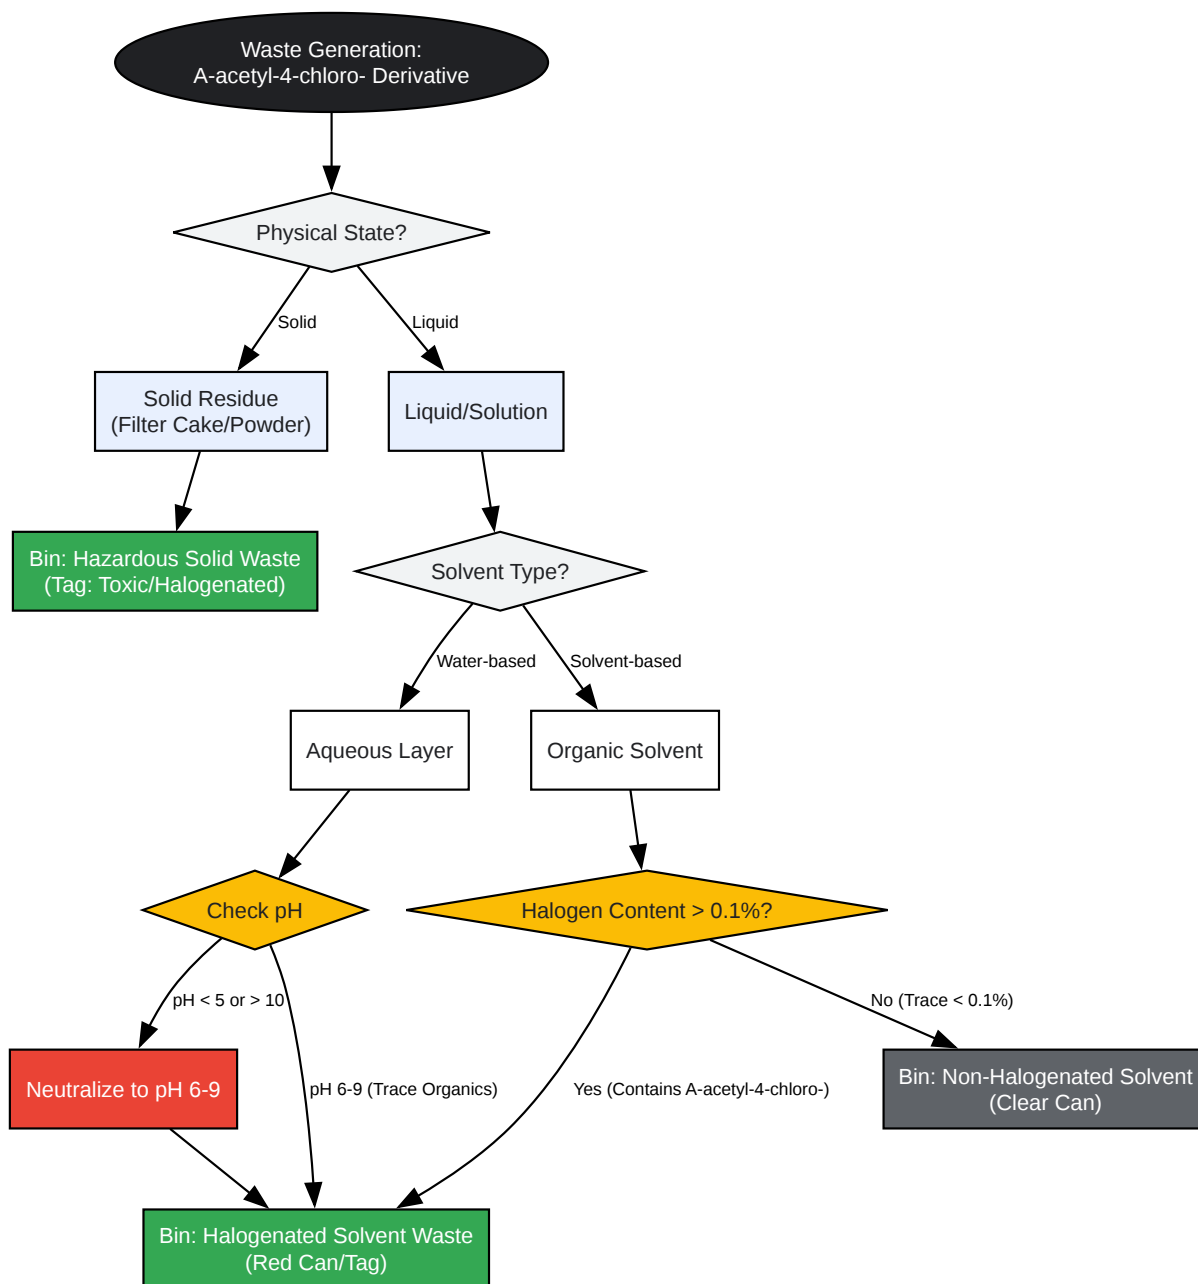 Waste Generation:
A-acetyl-4-chloro- Derivative
Physical State?
Solid
Liquid
Solid Residue
(Filter Cake/Powder)
Liquid/Solution
Bin: Hazardous Solid Waste
(Tag: Toxic/Halogenated)
Solvent Type?
Water-based
Solvent-based
Aqueous Layer
Organic Solvent
Check pH
Halogen Content > 0.1%?
pH < 5 or > 10
No (Trace < 0.1%)
Neutralize to pH 6-9
pH 6-9 (Trace Organics)
Yes (Contains A-acetyl-4-chloro-)
Bin: Non-Halogenated Solvent
(Clear Can)
Bin: Halogenated Solvent Waste
(Red Can/Tag)